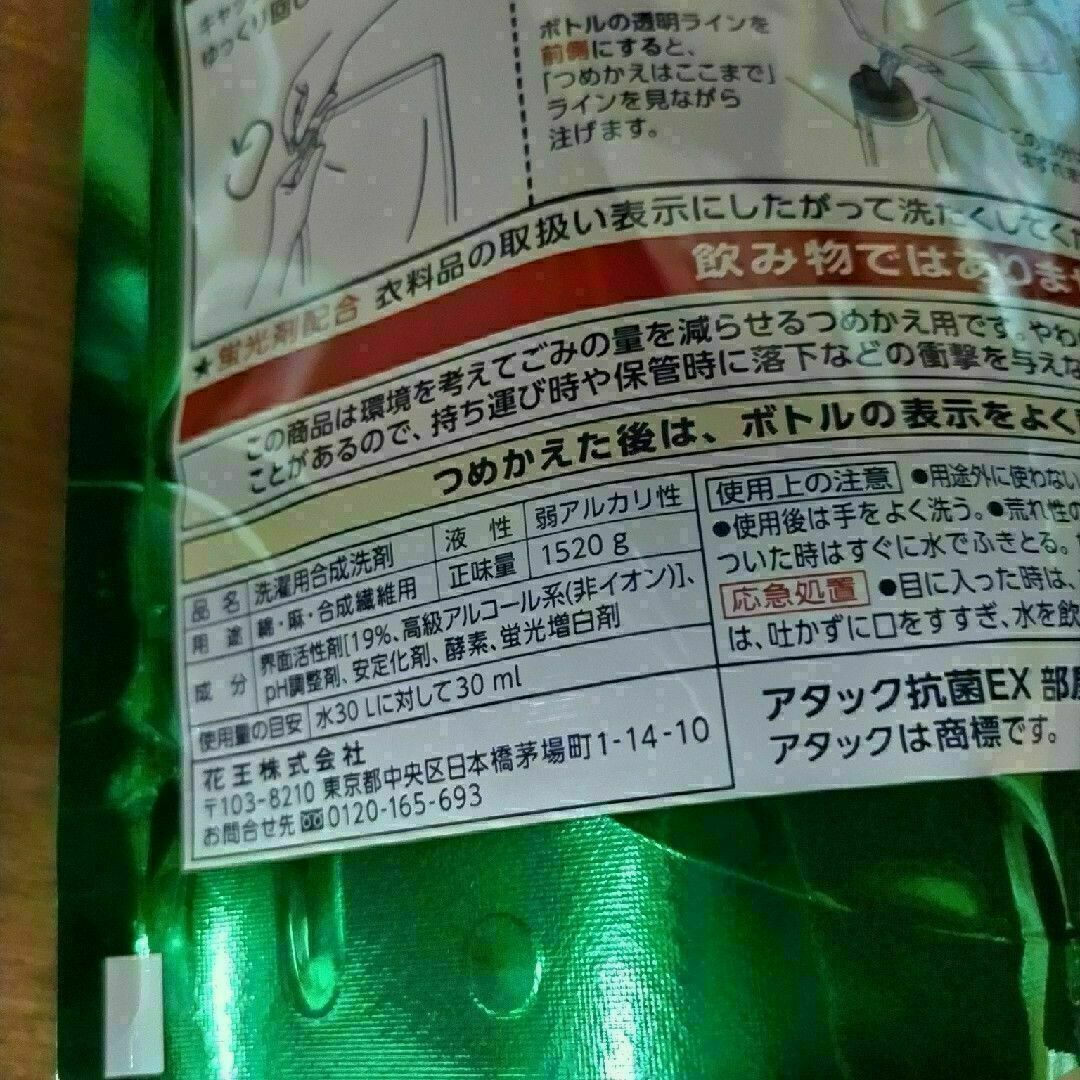 ゆっくり回し
ボトルの透明ラインを
前側にすると、
「つめかえはここまで」
ラインを見ながら
注げます。
★蛍光剤配合 衣料品の取扱い表示にしたがって洗たくしてくだ
飲み物ではありませ
この商品は環境を考えてごみの量を減らせるつめかえ用です。やわ
ことがあるので、持ち運び時や保管時に落下などの衝撃を与えな
つめかえた後は、ボトルの表示をよく
品名 洗濯用合成洗剤 液性 弱アルカリ性
用途 綿・麻・合成繊維用 正味量 1520 g
成分 界面活性剤[19%、高級アルコール系(非イオン)]、
pH調整剤、安定化剤、酵素、蛍光増白剤
使用量の目安 水30 Lに対して30 ml
花王株式会社
〒103-8210 東京都中央区日本橋茅場町1-14-10
お問合せ先 0120-165-693
使用上の注意 ●用途外に使わない
●使用後は手をよく洗う。●荒れ性の
ついた時はすぐに水でふきとる。
応急処置 ●目に入った時は、
は、吐かずに口をすすぎ、水を飲
アタック抗菌EX 部屋
アタックは商標です。